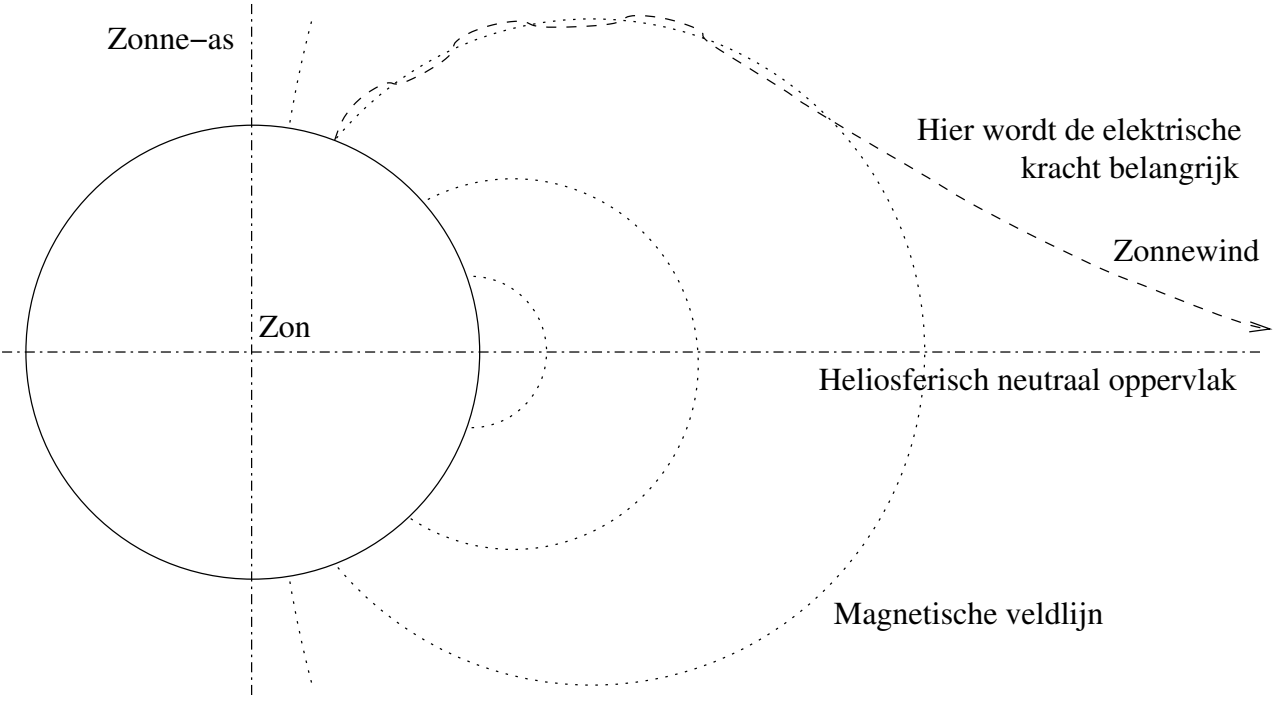 Zonne−as
Hier wordt de elektrische
kracht belangrijk
Zonnewind
Zon
Heliosferisch neutraal oppervlak
Magnetische veldlijn